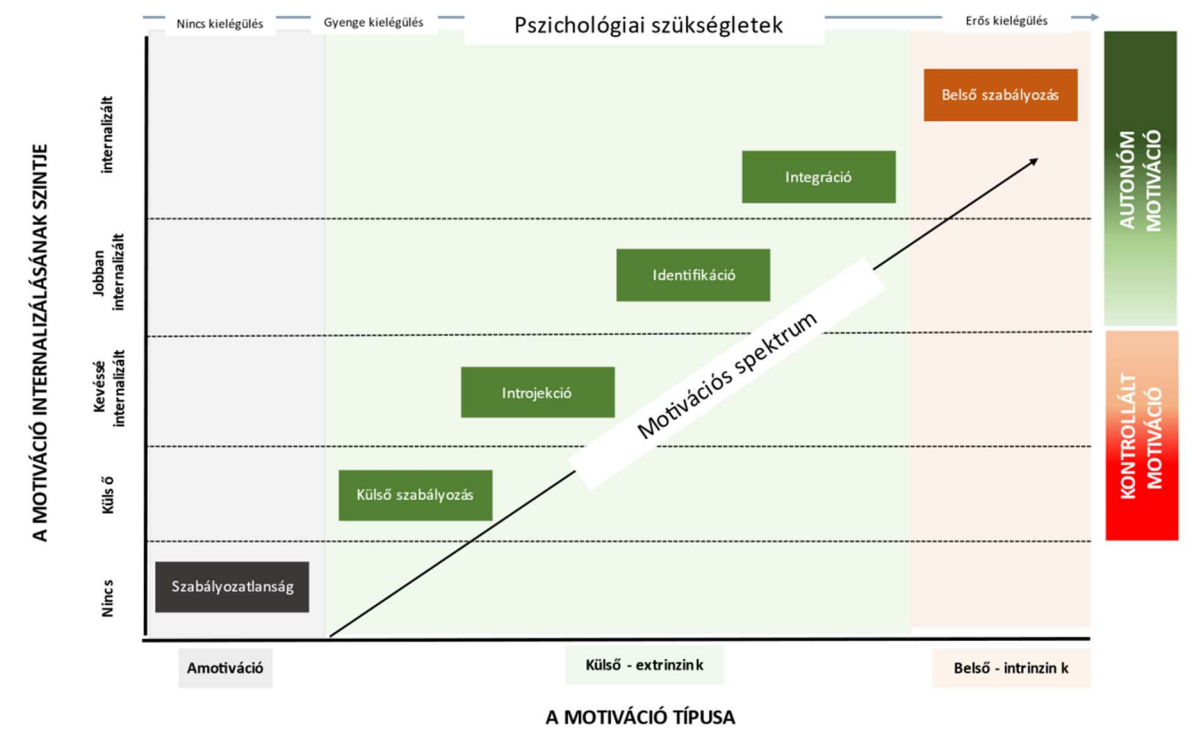 Nincs kielégülés
Gyenge kielégülés
Pszichológiai szükségletek
Erős kielégülés
A MOTIVÁCIÓ INTERNALIZÁLÁSÁNAK SZINTJE
internalizált
Jobban
internalizált
Kevéssé
internalizált
Küls ő
Nincs
Belső szabályozás
Integráció
Identifikáció
Introjekció
Külső szabályozás
Szabályozatlanság
Motivációs spektrum
AUTONÓM
MOTIVÁCIÓ
KONTROLLÁLT
MOTIVÁCIÓ
Amotiváció
Külső - extrinzin k
Belső - intrinzin k
A MOTIVÁCIÓ TÍPUSA